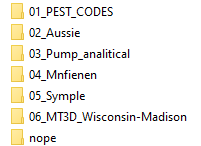 01_PEST_CODES
02_Aussie
03_Pump_analitical
04_Mnfienen
05_Symple
06_MT3D_Wisconsin-Madison
nope